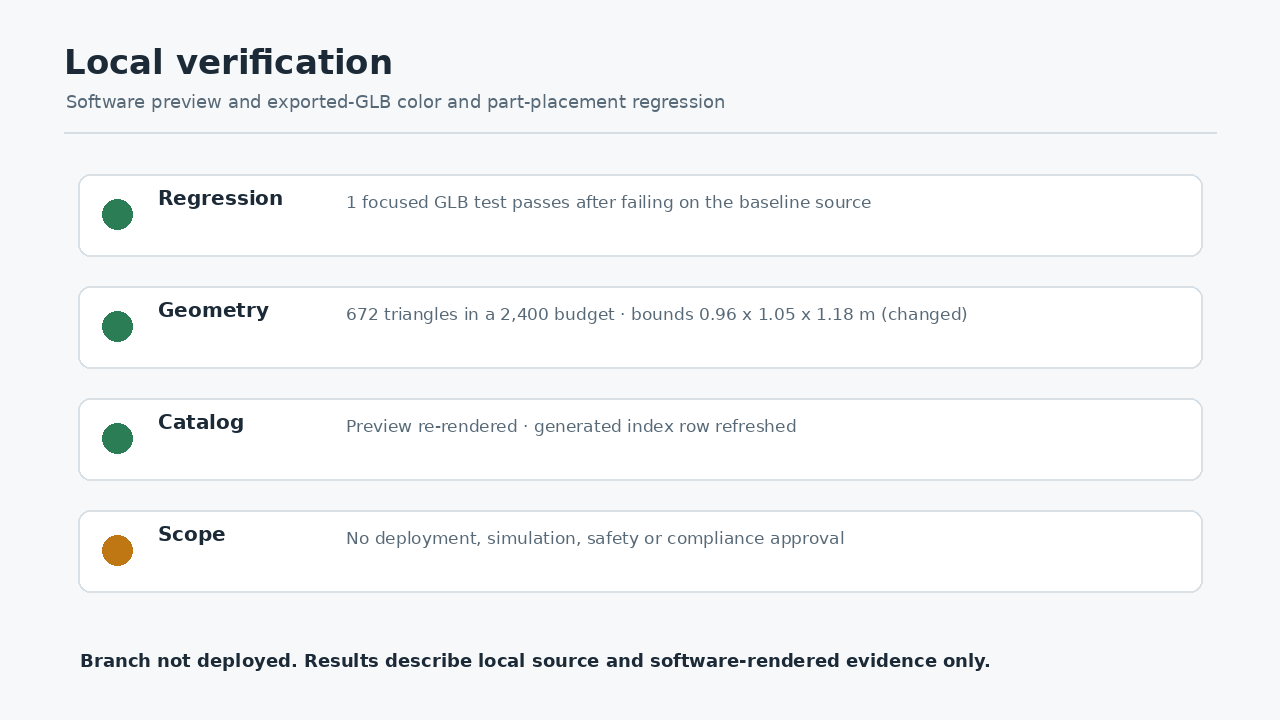 Local verification
Software preview and exported-GLB color and part-placement regression
Regression
1 focused GLB test passes after failing on the baseline source
Geometry
672 triangles in a 2,400 budget · bounds 0.96 x 1.05 x 1.18 m (changed)
Catalog
Preview re-rendered · generated index row refreshed
Scope
No deployment, simulation, safety or compliance approval
Branch not deployed. Results describe local source and software-rendered evidence only.